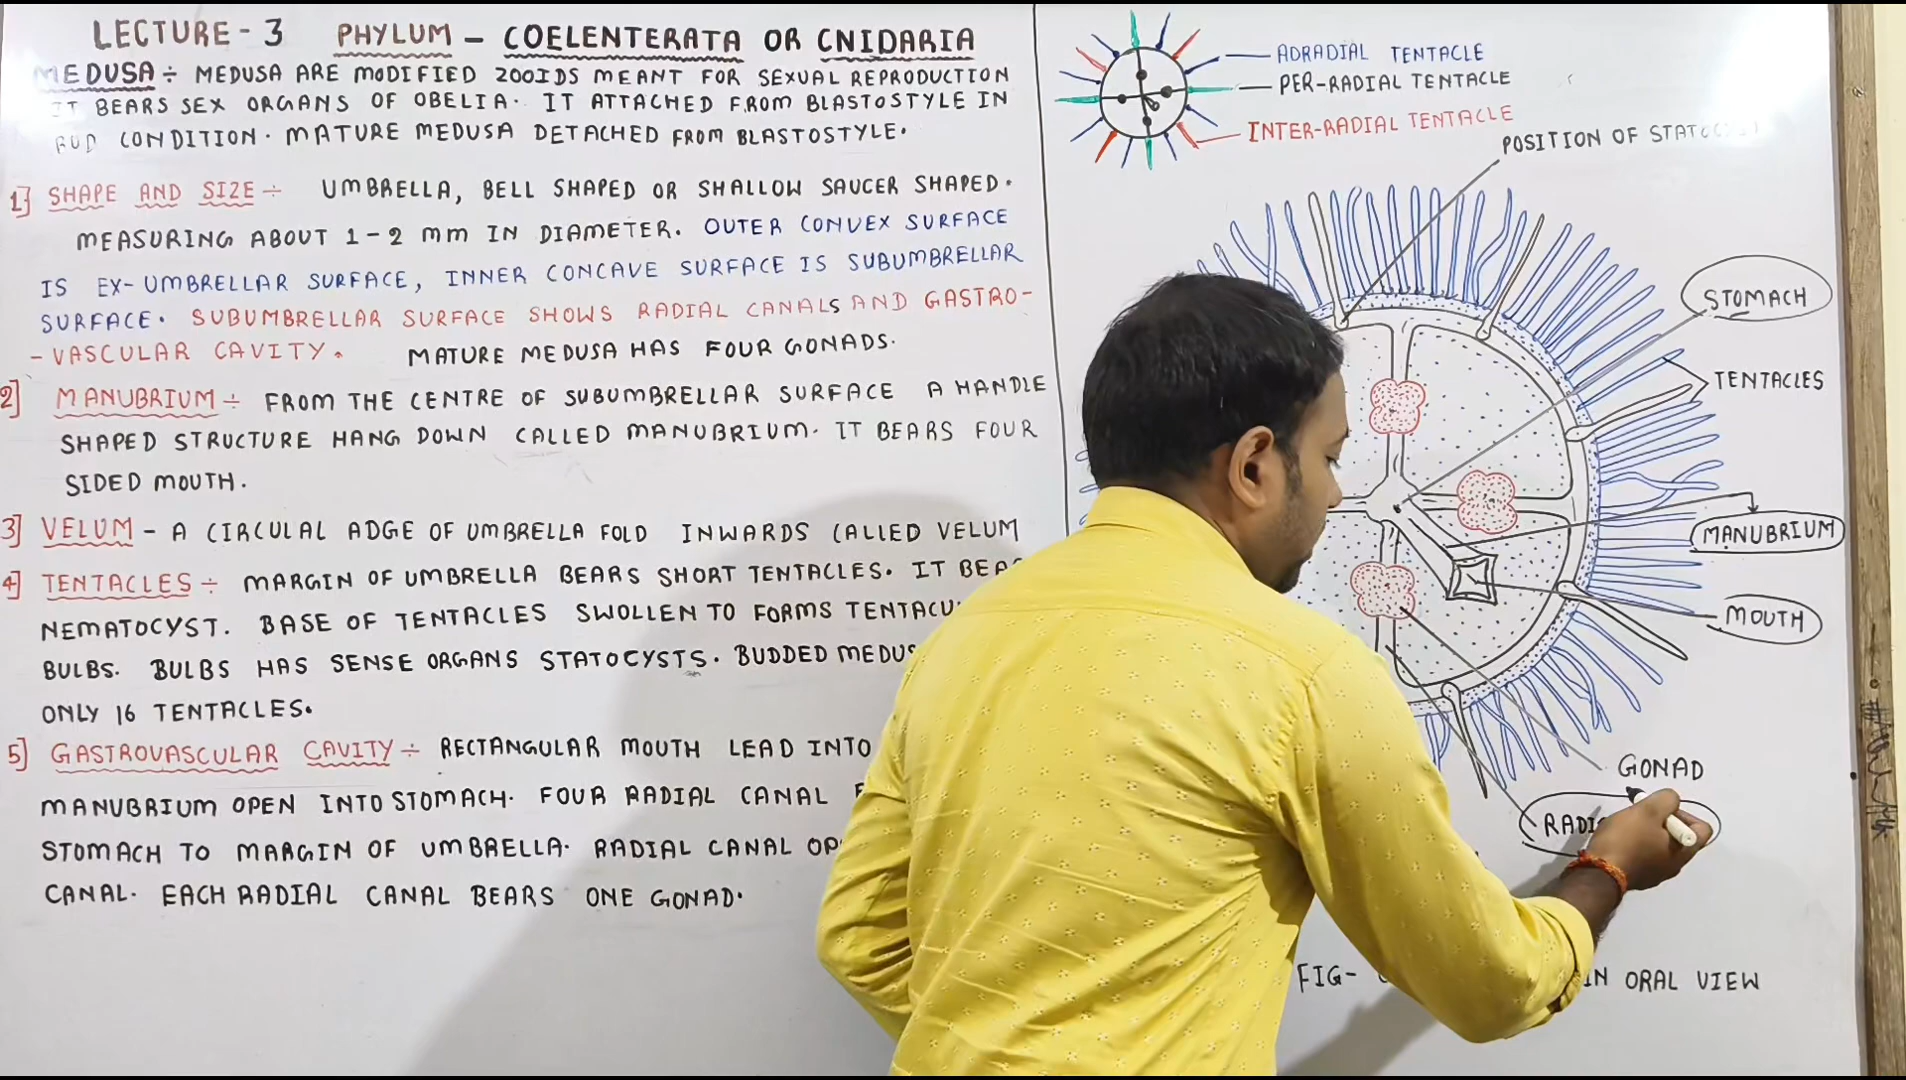 LECTURE - 3 PHYLUM - COELENTERATA OR CNIDARIA
MEDUSA ÷ MEDUSA ARE MODIFIED ZOOIDS MEANT FOR SEXUAL REPRODUCTION
IT BEARS SEX ORGANS OF OBELIA. IT ATTACHED FROM BLASTOSTYLE IN
BUD CONDITION. MATURE MEDUSA DETACHED FROM BLASTOSTYLE.
1] SHAPE AND SIZE ÷ UMBRELLA, BELL SHAPED OR SHALLOW SAUCER SHAPED.
MEASURING ABOUT 1-2 mm IN DIAMETER. OUTER CONVEX SURFACE
IS EX-UMBRELLAR SURFACE, INNER CONCAVE SURFACE IS SUBUMBRELLAR
SURFACE. SUBUMBRELLAR SURFACE SHOWS RADIAL CANALS AND GASTRO-
-VASCULAR CAVITY. MATURE MEDUSA HAS FOUR GONADS.
2] MANUBRIUM ÷ FROM THE CENTRE OF SUBUMBRELLAR SURFACE A HANDLE
SHAPED STRUCTURE HANG DOWN CALLED MANUBRIUM. IT BEARS FOUR
SIDED MOUTH.
3] VELUM - A CIRCULAR ADGE OF UMBRELLA FOLD INWARDS CALLED VELUM
4] TENTACLES ÷ MARGIN OF UMBRELLA BEARS SHORT TENTACLES. IT
NEMATOCYST. BASE OF TENTACLES SWOLLEN TO FORMS
BULBS. BULBS HAS SENSE ORGANS STATOCYSTS. BUDDED
ONLY 16 TENTACLES.
5] GASTROVASCULAR CAVITY ÷ RECTANGULAR MOUTH LEAD INTO
MANUBRIUM OPEN INTO STOMACH. FOUR RADIAL CANAL
STOMACH TO MARGIN OF UMBRELLA. RADIAL CANAL
CANAL. EACH RADIAL CANAL BEARS ONE GONAD.
ADRADIAL TENTACLE
PER-RADIAL TENTACLE
INTER-RADIAL TENTACLE
POSITION OF
STOMACH
TENTACLES
MANUBRIUM
MOUTH
GONAD
FIG- IN ORAL VIEW